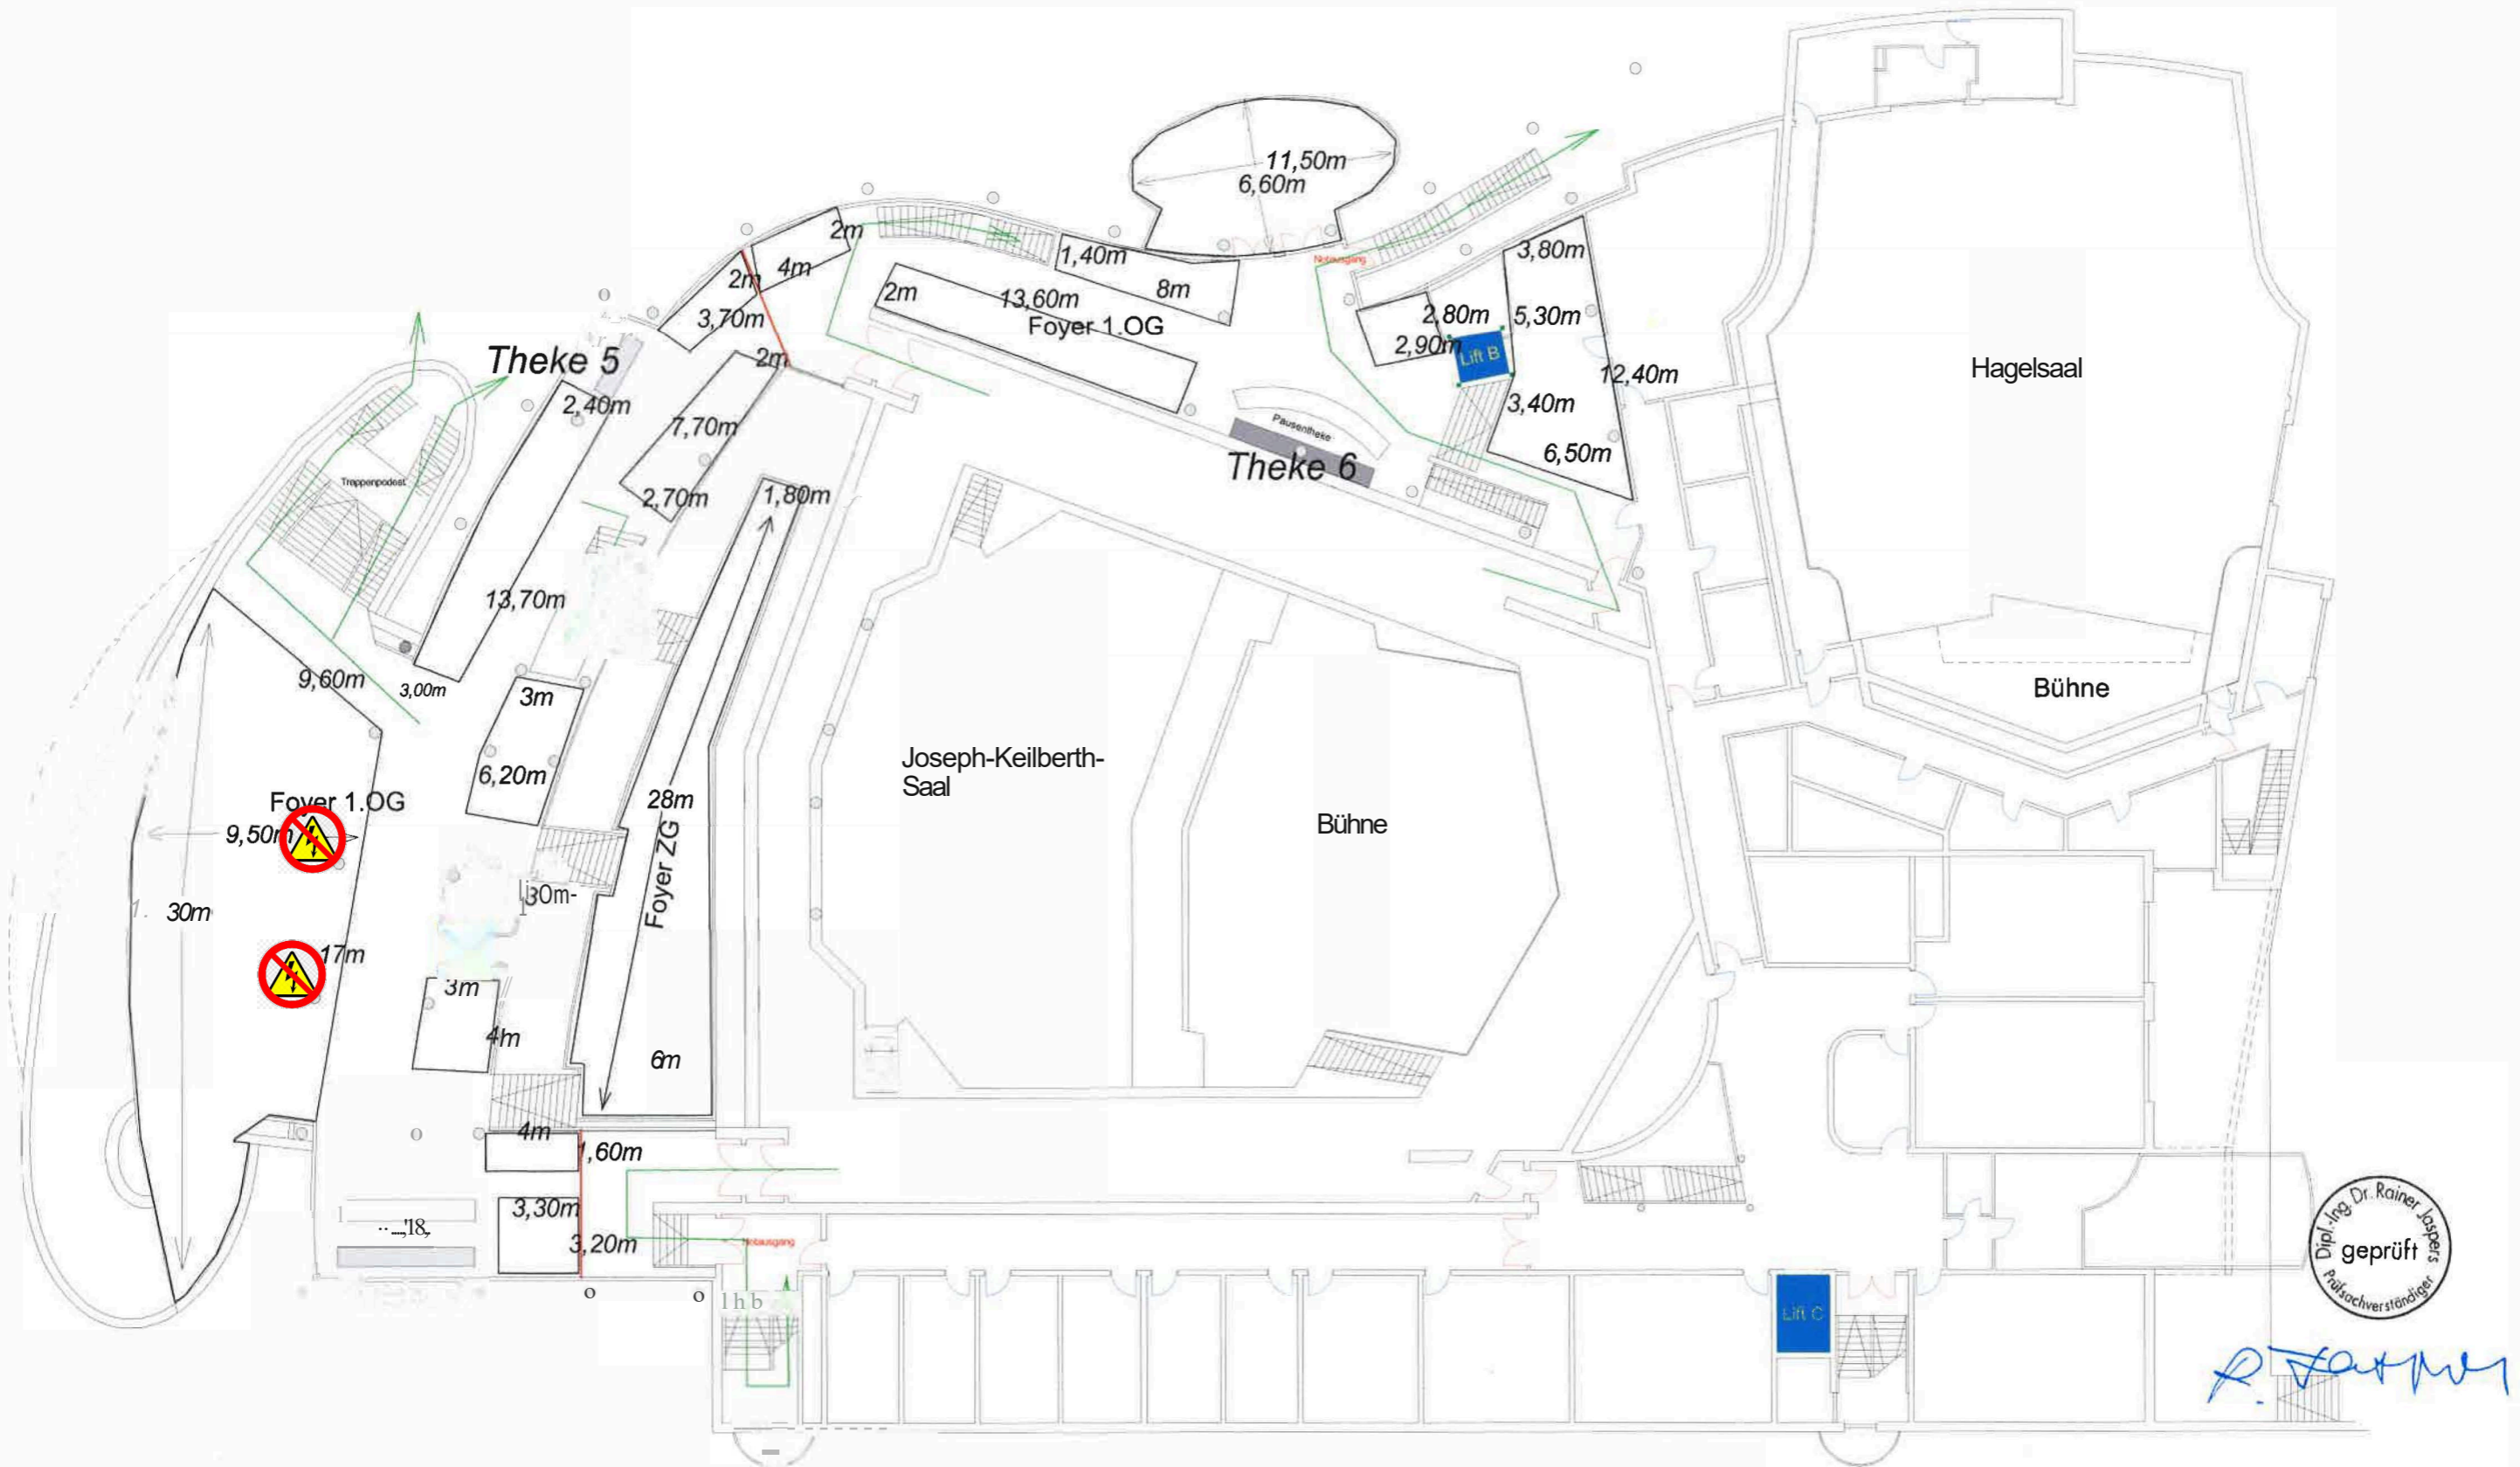 11,50m
6,60m
2m
4m
2m
3,70m
2m
1,40m
8m
2m
13,60m
Foyer 1.OG
Notausgang
3,80m
2,80m
5,30m
2,90m
Lift B
12,40m
3,40m
6,50m
Pausentheke
Theke 6
Hagelsaal
Theke 5
2,40m
7,70m
2,70m
1,80m
Treppenpodest
13,70m
9,60m
3,00m
3m
6,20m
Foyer 1.OG
9,50m
30m
17m
28m
Foyer ZG
3m
4m
6m
4m
1,60m
3,30m
3,20m
Notausgang
Joseph-Keilberth-
Saal
Bühne
Bühne
Lift C
Dipl.-Ing. Dr. Rainer Jaspers
geprüft
Prüfsachverständiger